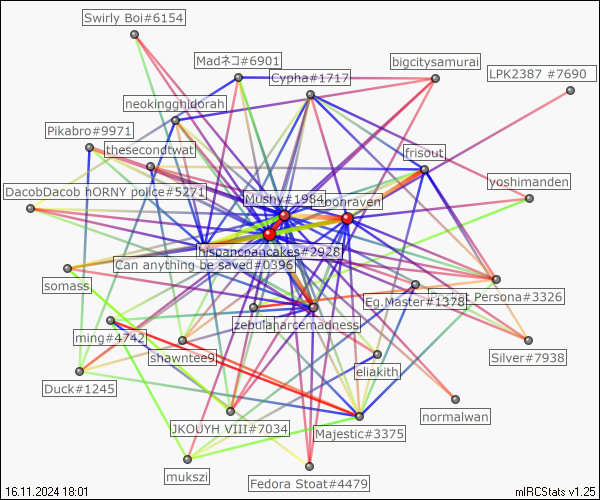 Swirly Boi#6154
Madネコ#6901
bigcitysamurai
Cypha#1717
LPK2387 #7690
neokingghidorah
Pikabro#9971
thesecondtwat
frisout
yoshimanden
DacobDacob hORNY police#5271
Mushy#1984
moonraven
hispancpancakes#2928
Can anything be saved#0396
somass
Persona#3326
Eg.Master#1378
zebulanarcemadness
ming#4742
shawntee9
Silver#7938
eliakith
Duck#1245
normalwan
JKOUYH VIII#7034
Majestic#3375
mukszi
Fedora Stoat#4479
16.11.2024 18:01
mIRCStats v1.25